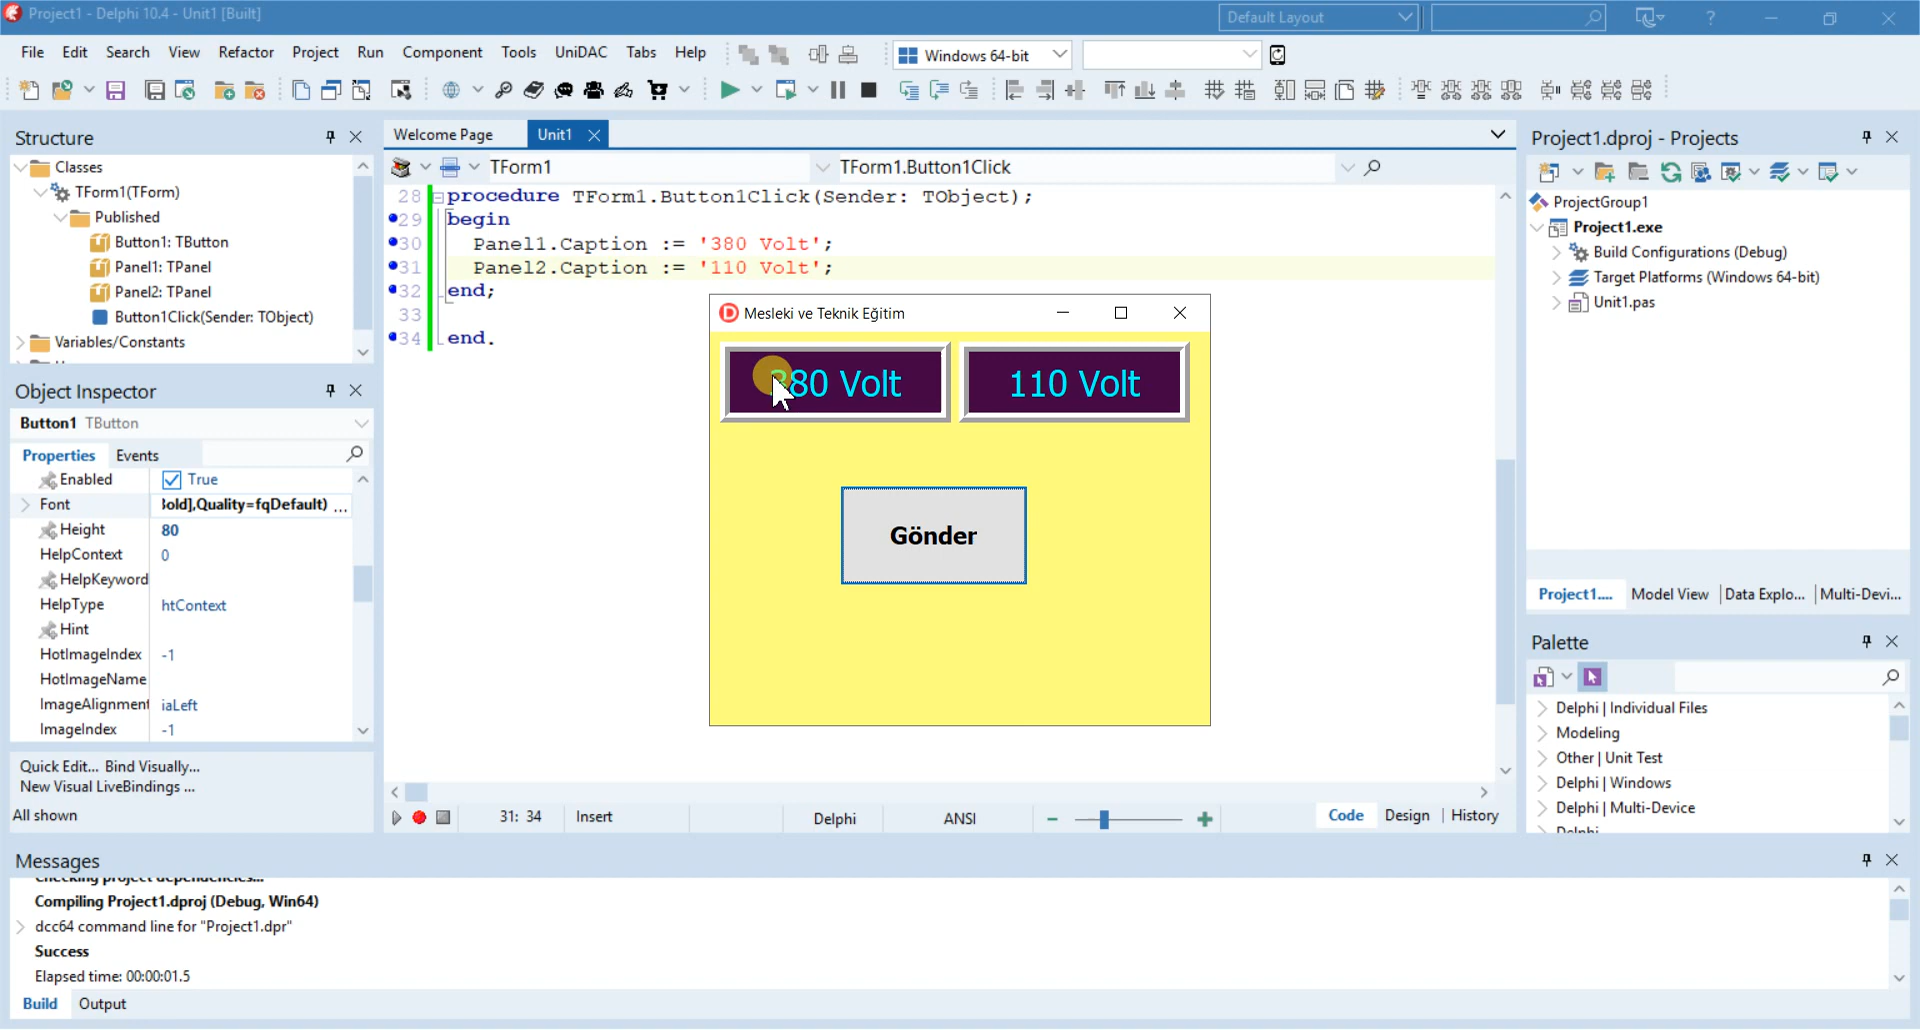 Project1 - Delphi 10.4 - Unit1 [Built]
Default Layout
?
File Edit Search View Refactor Project Run Component Tools UniDAC Tabs Help
Windows 64-bit
Structure
Classes
TForm1(TForm)
Published
Button1: TButton
Panel1: TPanel
Panel2: TPanel
Button1Click(Sender: TObject)
Variables/Constants
Object Inspector
Button1 TButton
Properties Events
Enabled True
Font Bold],Quality=fqDefault) ...
Height 80
HelpContext 0
HelpKeyword
HelpType htContext
Hint
HotImageIndex -1
HotImageName
ImageAlignment iaLeft
ImageIndex -1
Quick Edit... Bind Visually...
New Visual LiveBindings ...
All shown
Welcome Page Unit1
TForm1 TForm1.Button1Click
28 procedure TForm1.Button1Click(Sender: TObject);
29 begin
30 Panel1.Caption := '380 Volt';
31 Panel2.Caption := '110 Volt';
32 end;
33
34 end.
Mesleki ve Teknik Eğitim
380 Volt 110 Volt
Gönder
31: 34 Insert Delphi ANSI Code Design History
Project1.dproj - Projects
ProjectGroup1
Project1.exe
Build Configurations (Debug)
Target Platforms (Windows 64-bit)
Unit1.pas
Project1.... Model View Data Explo... Multi-Devi...
Palette
Delphi | Individual Files
Modeling
Other | Unit Test
Delphi | Windows
Delphi | Multi-Device
Delphi
Messages
Checking project dependencies...
Compiling Project1.dproj (Debug, Win64)
dcc64 command line for "Project1.dpr"
Success
Elapsed time: 00:00:01.5
Build Output